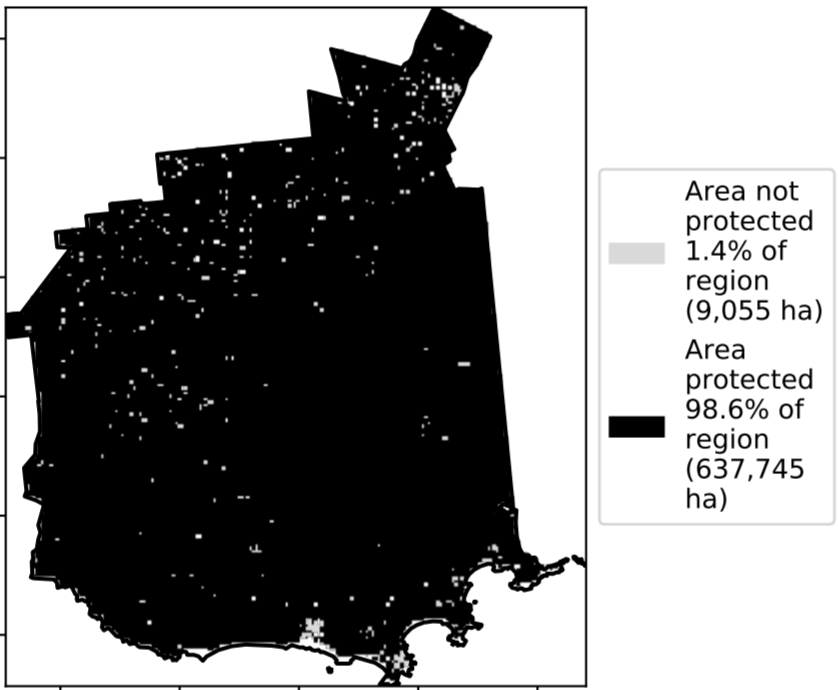 Area not
protected
1.4% of
region
(9,055 ha)
Area
protected
98.6% of
region
(637,745
ha)